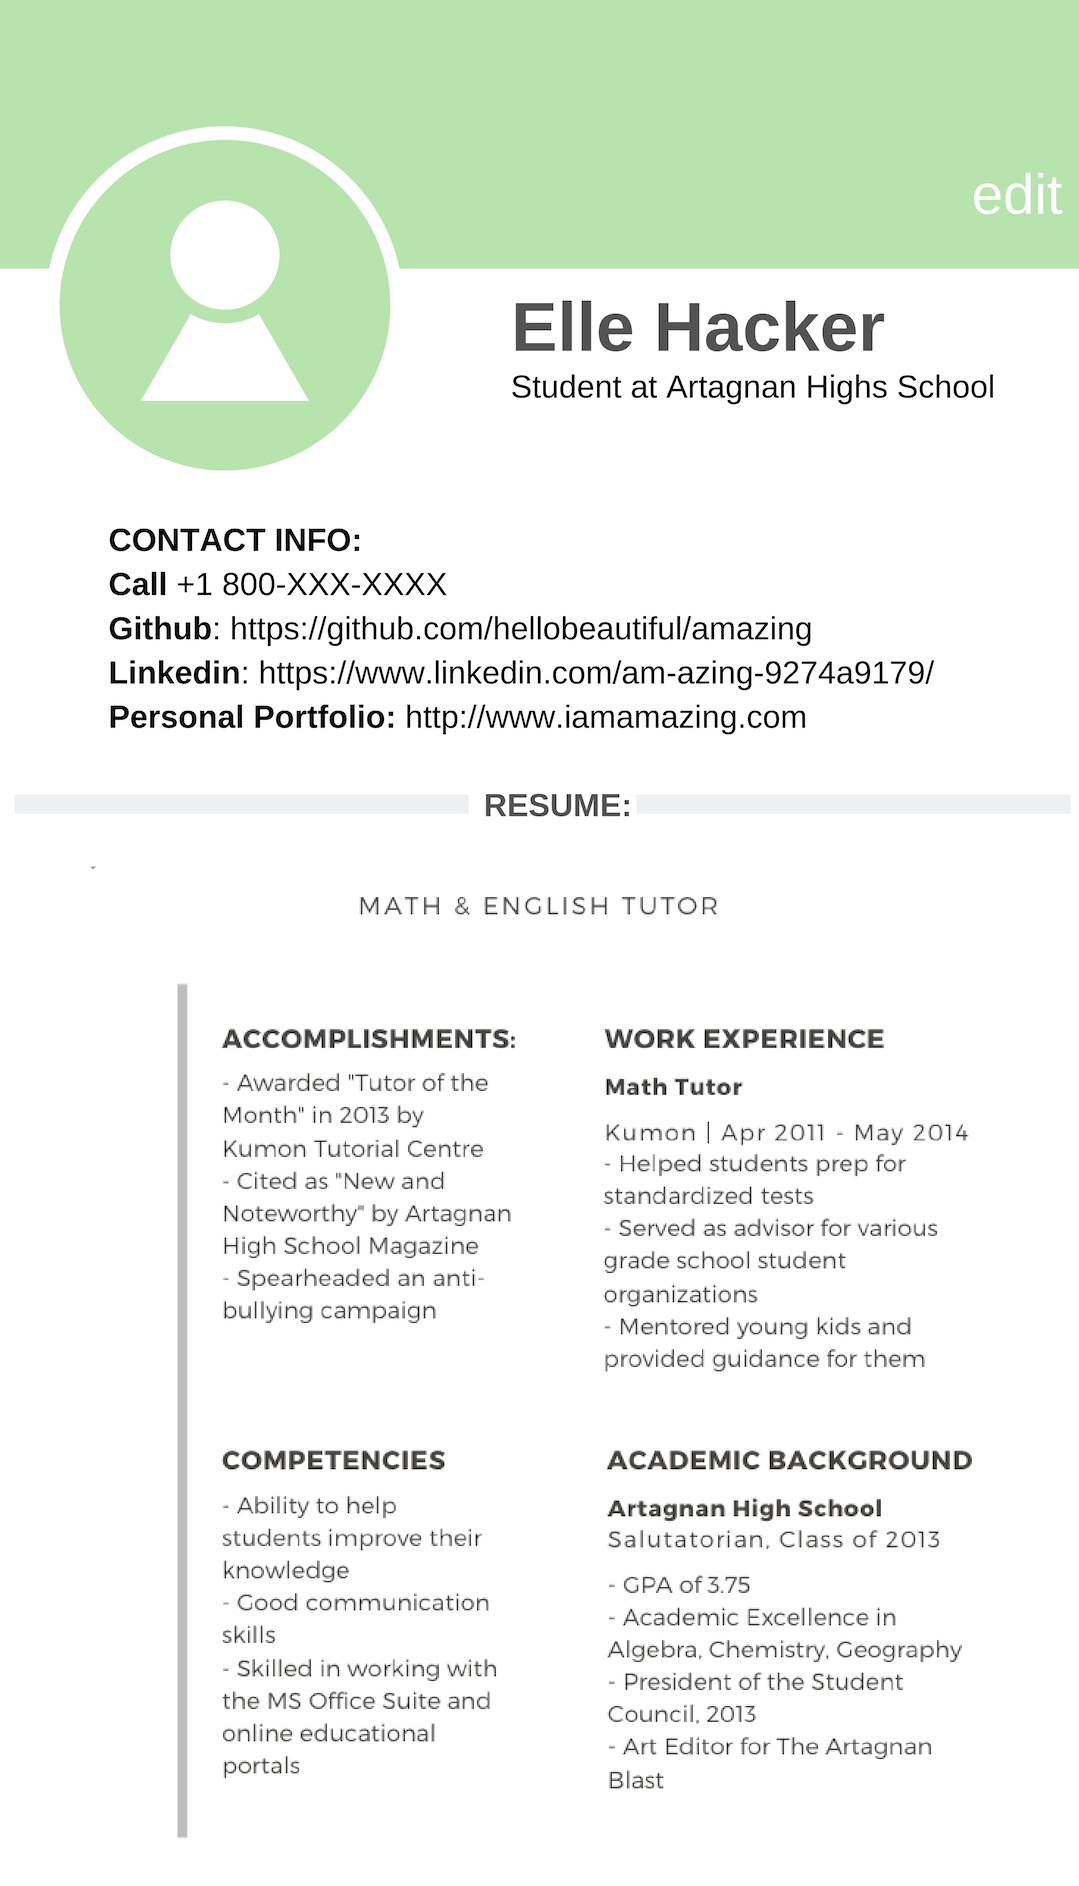 edit
Elle Hacker
Student at Artagnan Highs School
CONTACT INFO:
Call +1 800-XXX-XXXX
Github: https://github.com/hellobeautiful/amazing
Linkedin: https://www.linkedin.com/am-azing-9274a9179/
Personal Portfolio: http://www.iamamazing.com
RESUME:
MATH & ENGLISH TUTOR
ACCOMPLISHMENTS:
- Awarded "Tutor of the
Month" in 2013 by
Kumon Tutorial Centre
- Cited as "New and
Noteworthy" by Artagnan
High School Magazine
- Spearheaded an anti-
bullying campaign
WORK EXPERIENCE
Math Tutor
Kumon | Apr 2011 - May 2014
- Helped students prep for
standardized tests
- Served as advisor for various
grade school student
organizations
- Mentored young kids and
provided guidance for them
COMPETENCIES
- Ability to help
students improve their
knowledge
- Good communication
skills
- Skilled in working with
the MS Office Suite and
online educational
portals
ACADEMIC BACKGROUND
Artagnan High School
Salutatorian, Class of 2013
- GPA of 3.75
- Academic Excellence in
Algebra, Chemistry, Geography
- President of the Student
Council, 2013
- Art Editor for The Artagnan
Blast